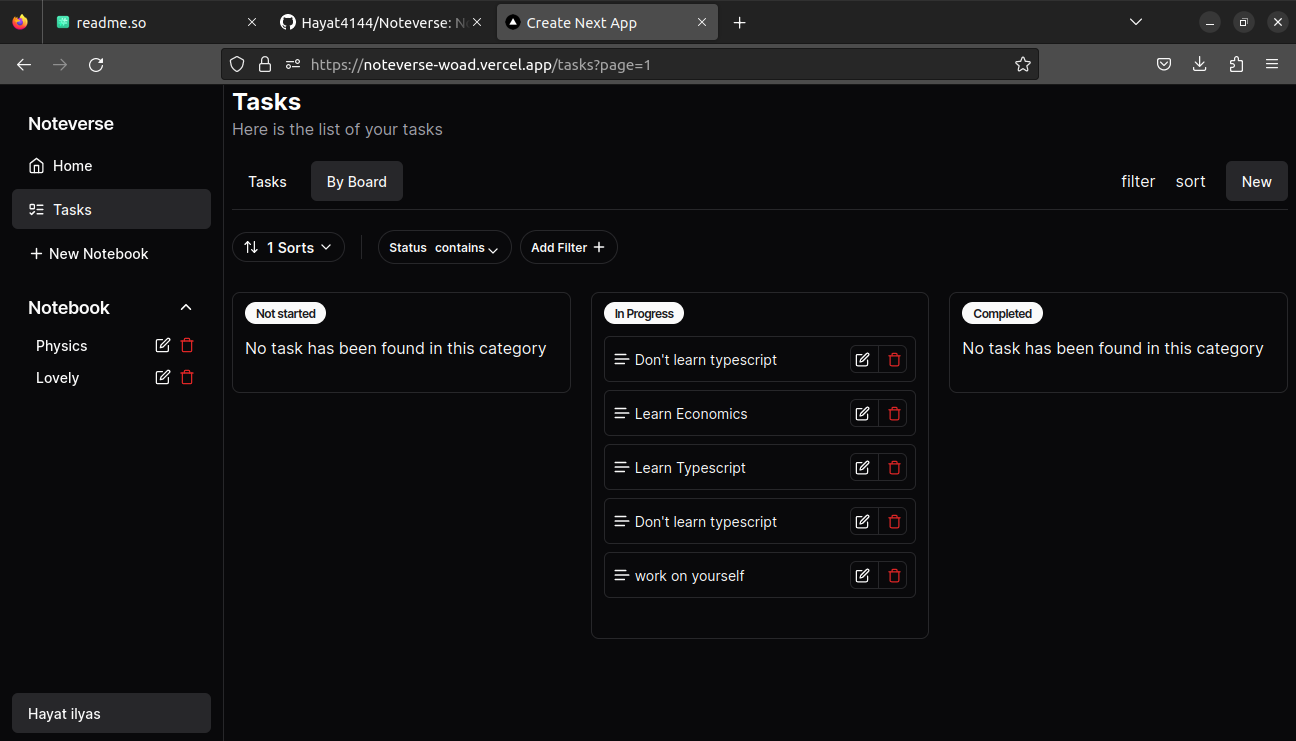 readme.so
Hayat4144/Noteverse: N
Create Next App
https://noteverse-woad.vercel.app/tasks?page=1
Noteverse
Home
Tasks
New Notebook
Notebook
Physics
Lovely
Hayat ilyas
Tasks
Here is the list of your tasks
Tasks By Board filter sort New
1 Sorts Status contains Add Filter
Not started
No task has been found in this category
In Progress
Don't learn typescript
Learn Economics
Learn Typescript
Don't learn typescript
work on yourself
Completed
No task has been found in this category